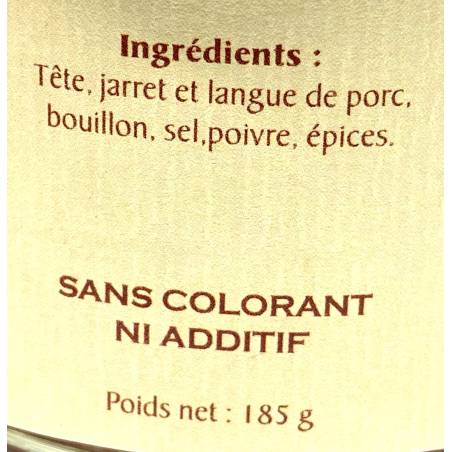 Ingrédients :
Tête, jarret et langue de porc,
bouillon, sel,poivre, épices.
SANS COLORANT
NI ADDITIF
Poids net : 185 g